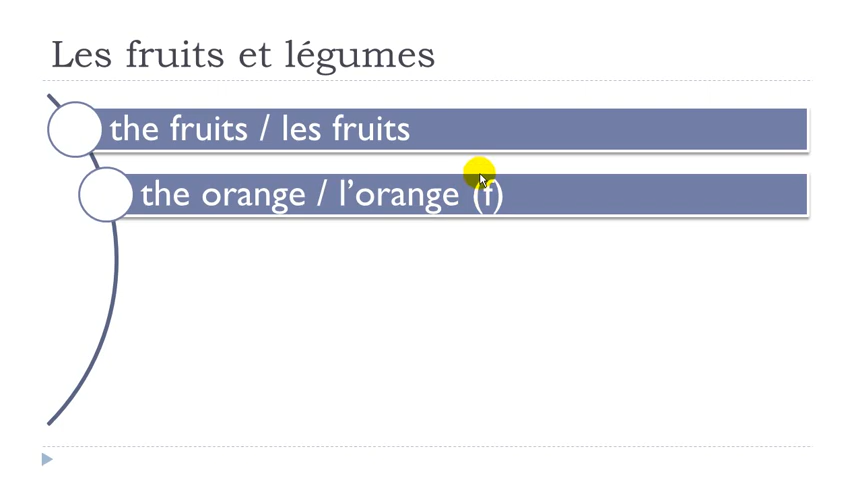 Les fruits et légumes
the fruits / les fruits
the orange / l’orange (f)